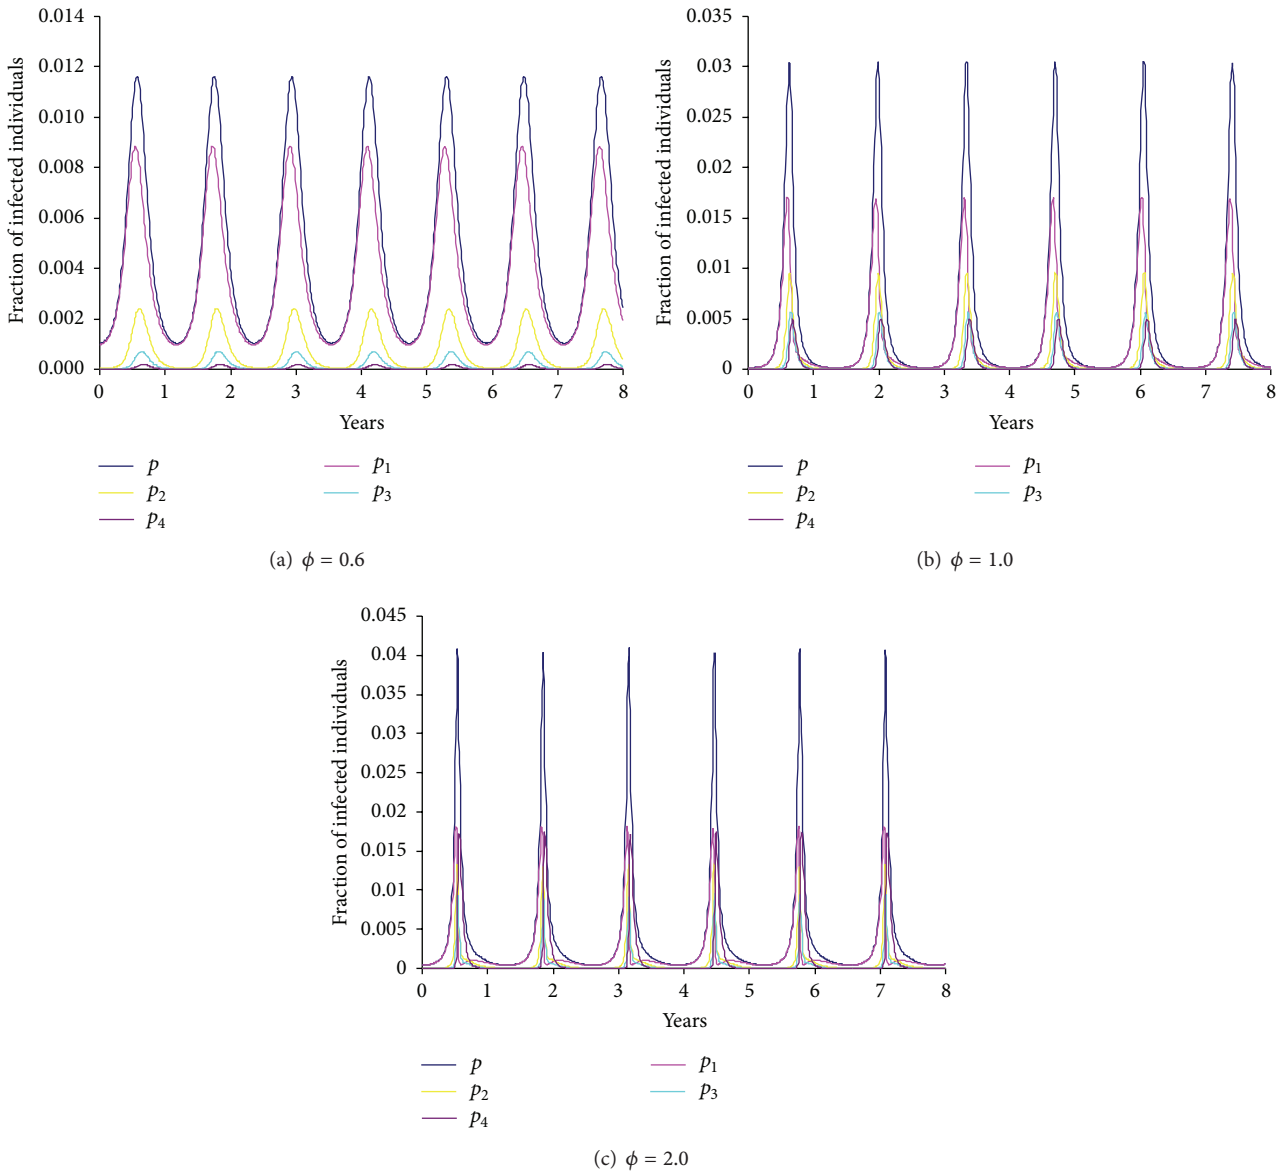 Fraction of infected individuals
0.014
0.012
0.010
0.008
0.006
0.004
0.002
0.000
0 1 2 3 4 5 6 7 8
Years
p p1
p2 p3
p4
(a) ϕ = 0.6
Fraction of infected individuals
0.035
0.03
0.025
0.02
0.015
0.01
0.005
0
0 1 2 3 4 5 6 7 8
Years
p p1
p2 p3
p4
(b) ϕ = 1.0
Fraction of infected individuals
0.045
0.04
0.035
0.03
0.025
0.02
0.015
0.01
0.005
0
0 1 2 3 4 5 6 7 8
Years
p p1
p2 p3
p4
(c) ϕ = 2.0